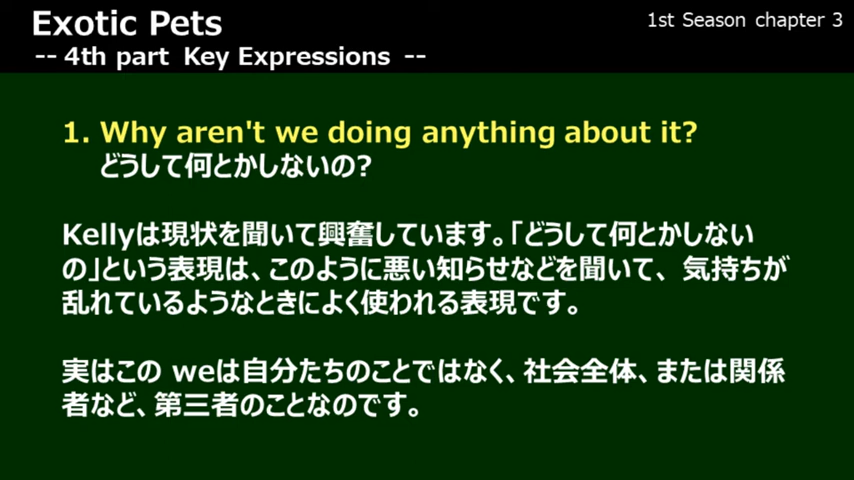 Exotic Pets
1st Season chapter 3
-- 4th part Key Expressions --
1. Why aren't we doing anything about it?
どうして何とかしないの?
Kellyは現状を聞いて興奮しています。「どうして何とかしない
の」という表現は、このように悪い知らせなどを聞いて、 気持ちが
乱れているようなときによく使われる表現です。
実はこの weは自分たちのことではなく、社会全体、または関係
者など、第三者のことなのです。